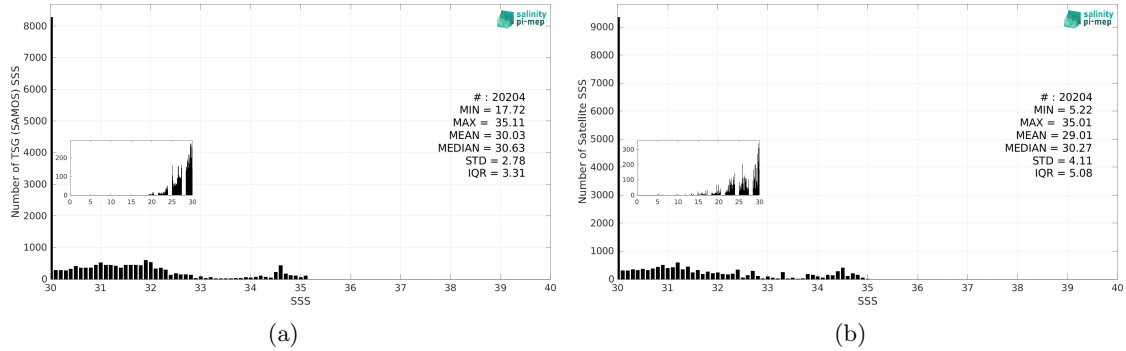 salinity
pi-mep
Number of TSG (SAMOS) SSS
8000
7000
6000
5000
4000
3000
2000
1000
0
# : 20204
MIN = 17.72
MAX = 35.11
MEAN = 30.03
MEDIAN = 30.63
STD = 2.78
IQR = 3.31
200
100
0
0 5 10 15 20 25 30
30 31 32 33 34 35 36 37 38 39 40
SSS
(a)
salinity
pi-mep
Number of Satellite SSS
9000
8000
7000
6000
5000
4000
3000
2000
1000
0
# : 20204
MIN = 5.22
MAX = 35.01
MEAN = 29.01
MEDIAN = 30.27
STD = 4.11
IQR = 5.08
300
200
100
0
0 5 10 15 20 25 30
30 31 32 33 34 35 36 37 38 39 40
SSS
(b)